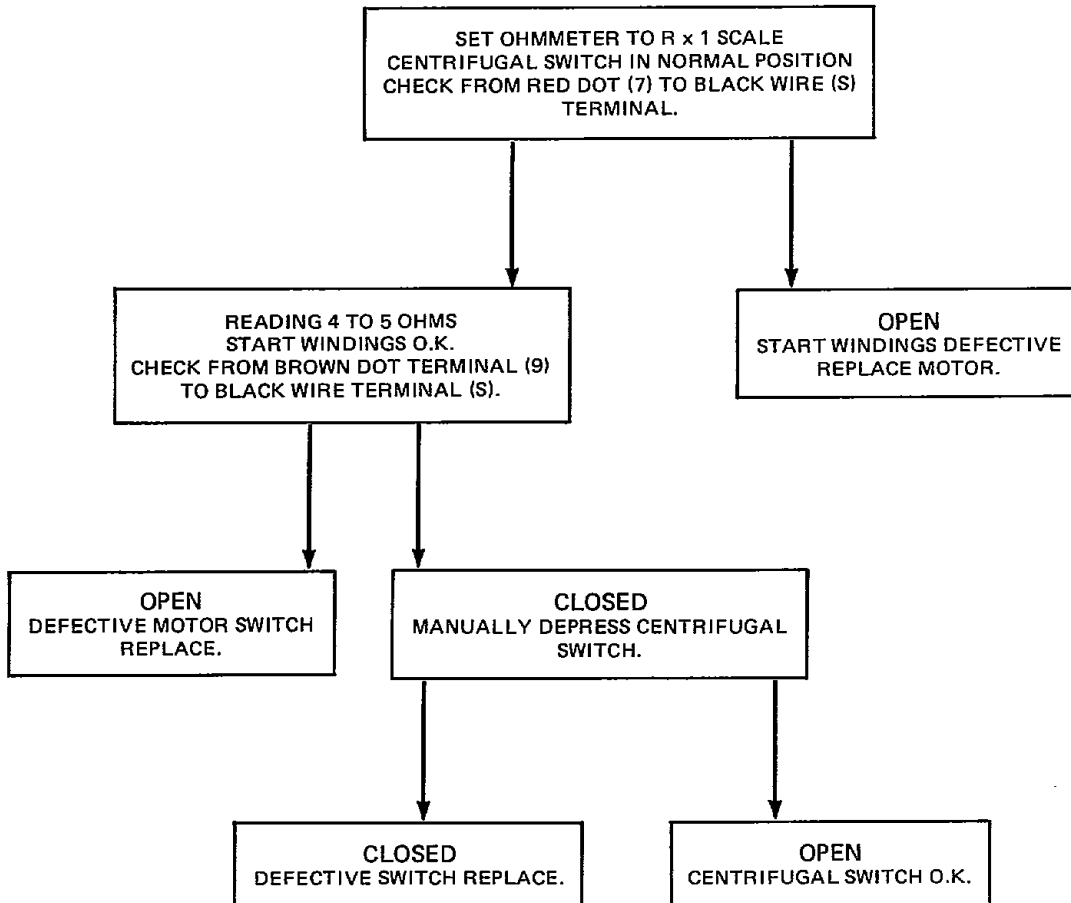 SET OHMMETER TO R x 1 SCALE
CENTRIFUGAL SWITCH IN NORMAL POSITION
CHECK FROM RED DOT (7) TO BLACK WIRE (S)
TERMINAL.
READING 4 TO 5 OHMS
START WINDINGS O.K.
CHECK FROM BROWN DOT TERMINAL (9)
TO BLACK WIRE TERMINAL (S).
OPEN
START WINDINGS DEFECTIVE
REPLACE MOTOR.
OPEN
DEFECTIVE MOTOR SWITCH
REPLACE.
CLOSED
MANUALLY DEPRESS CENTRIFUGAL
SWITCH.
CLOSED
DEFECTIVE SWITCH REPLACE.
OPEN
CENTRIFUGAL SWITCH O.K.